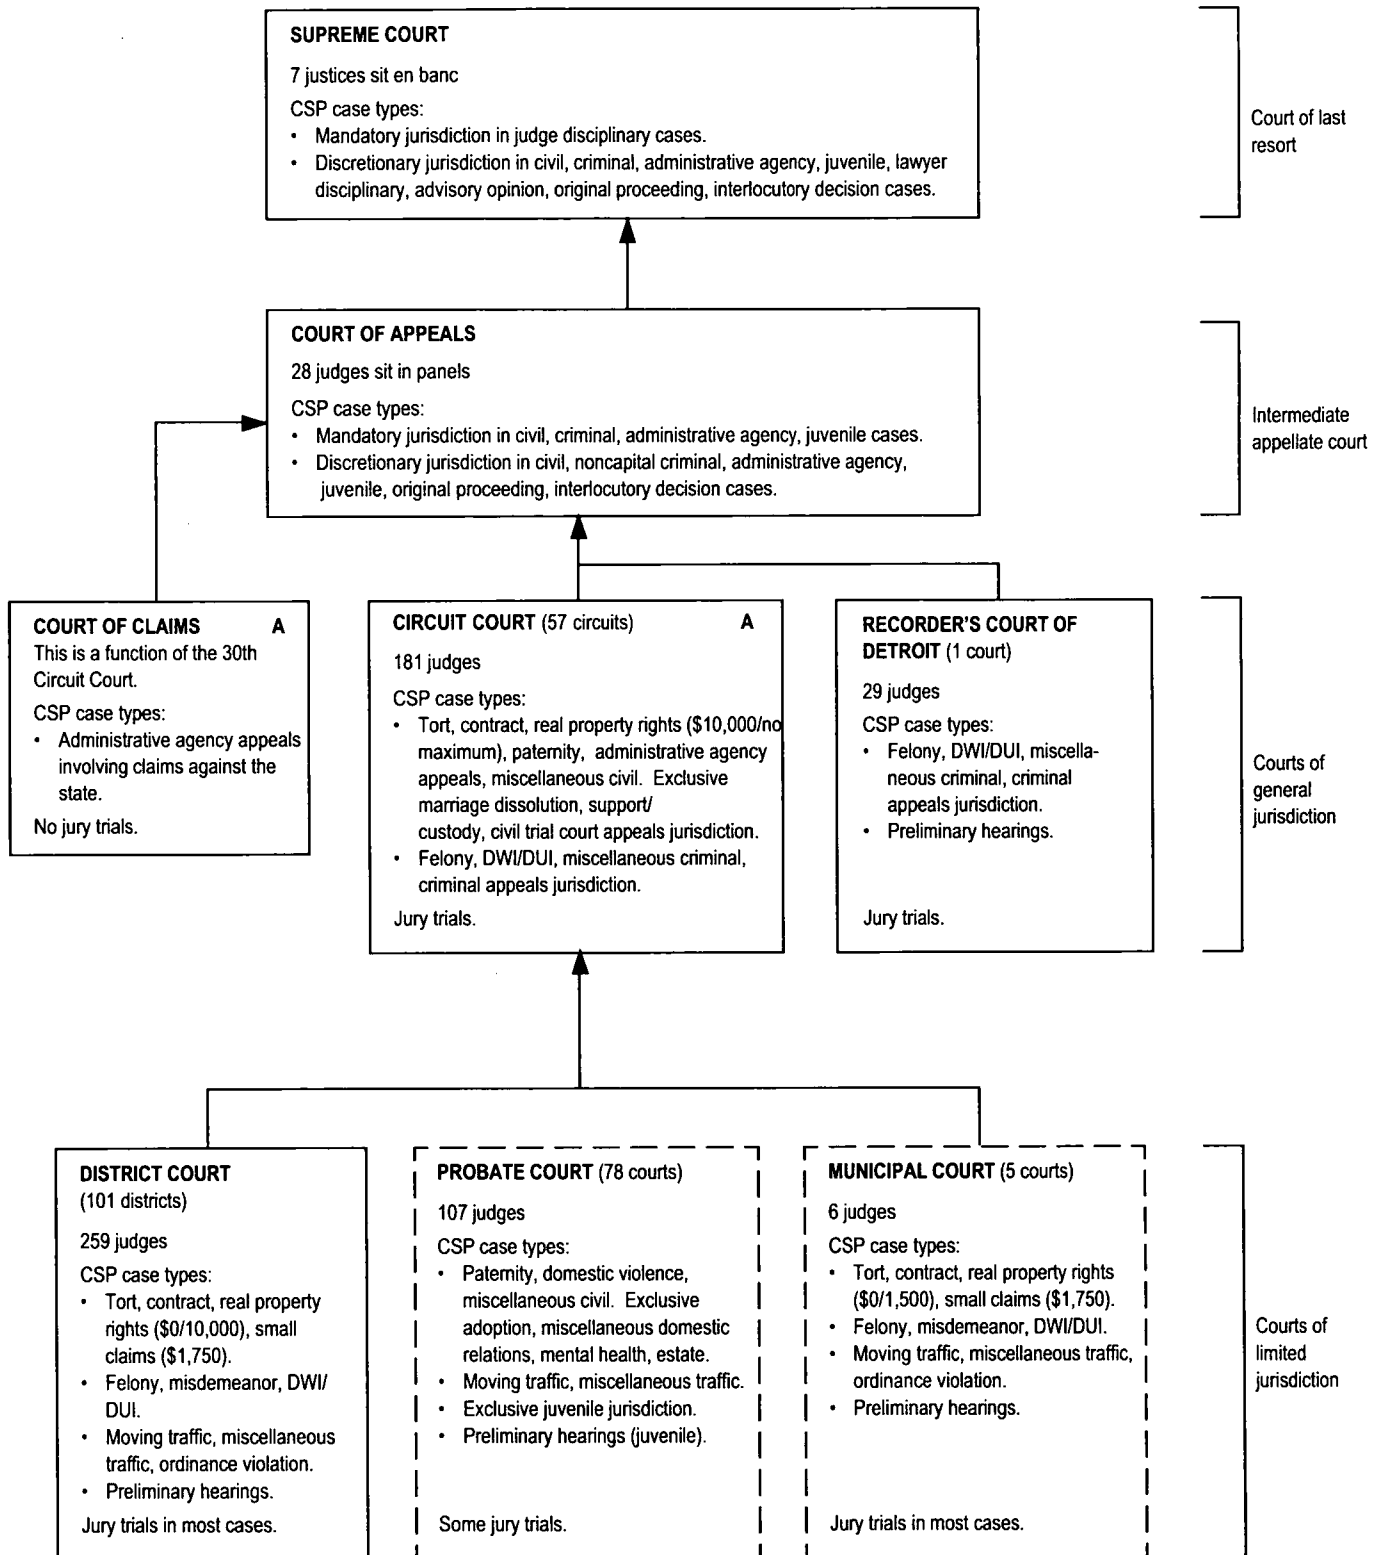 SUPREME COURT
7 justices sit en banc
CSP case types:
• Mandatory jurisdiction in judge disciplinary cases.
• Discretionary jurisdiction in civil, criminal, administrative agency, juvenile, lawyer
disciplinary, advisory opinion, original proceeding, interlocutory decision cases.
Court of last
resort
COURT OF APPEALS
28 judges sit in panels
CSP case types:
• Mandatory jurisdiction in civil, criminal, administrative agency, juvenile cases.
• Discretionary jurisdiction in civil, noncapital criminal, administrative agency,
juvenile, original proceeding, interlocutory decision cases.
Intermediate
appellate court
COURT OF CLAIMS A
This is a function of the 30th
Circuit Court.
CSP case types:
• Administrative agency appeals
involving claims against the
state.
No jury trials.
CIRCUIT COURT (57 circuits) A
181 judges
CSP case types:
• Tort, contract, real property rights ($10,000/no
maximum), paternity, administrative agency
appeals, miscellaneous civil. Exclusive
marriage dissolution, support/
custody, civil trial court appeals jurisdiction.
• Felony, DWI/DUI, miscellaneous criminal,
criminal appeals jurisdiction.
Jury trials.
RECORDER'S COURT OF
DETROIT (1 court)
29 judges
CSP case types:
• Felony, DWI/DUI, miscella-
neous criminal, criminal
appeals jurisdiction.
• Preliminary hearings.
Jury trials.
Courts of
general
jurisdiction
DISTRICT COURT
(101 districts)
259 judges
CSP case types:
• Tort, contract, real property
rights ($0/10,000), small
claims ($1,750).
• Felony, misdemeanor, DWI/
DUI.
• Moving traffic, miscellaneous
traffic, ordinance violation.
• Preliminary hearings.
Jury trials in most cases.
PROBATE COURT (78 courts)
107 judges
CSP case types:
• Paternity, domestic violence,
miscellaneous civil. Exclusive
adoption, miscellaneous domestic
relations, mental health, estate.
• Moving traffic, miscellaneous traffic.
• Exclusive juvenile jurisdiction.
• Preliminary hearings (juvenile).
Some jury trials.
MUNICIPAL COURT (5 courts)
6 judges
CSP case types:
• Tort, contract, real property rights
($0/1,500), small claims ($1,750).
• Felony, misdemeanor, DWI/DUI.
• Moving traffic, miscellaneous traffic,
ordinance violation.
• Preliminary hearings.
Jury trials in most cases.
Courts of
limited
jurisdiction